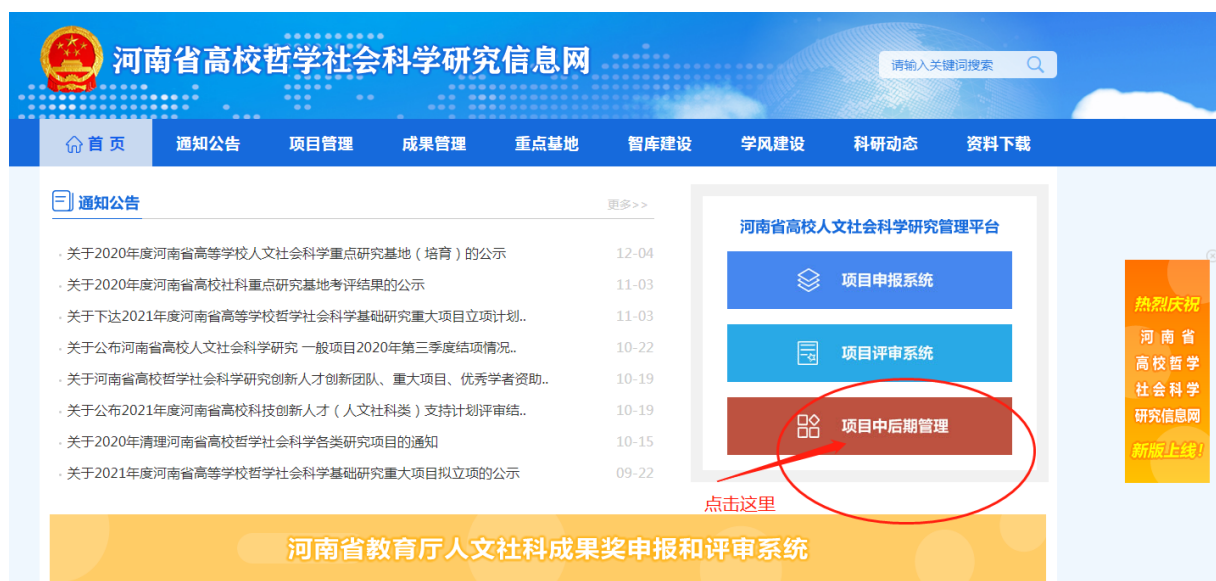 河南省高校哲学社会科学研究信息网
请输入关键词搜索
首 页 通知公告 项目管理 成果管理 重点基地 智库建设 学风建设 科研动态 资料下载
通知公告 更多>>
· 关于2020年度河南省高等学校人文社会科学重点研究基地（培育）的公示 12-04
· 关于2020年度河南省高校社科重点研究基地考评结果的公示 11-03
· 关于下达2021年度河南省高等学校哲学社会科学基础研究重大项目立项计划.. 11-03
· 关于公布河南省高校人文社会科学研究 一般项目2020年第三季度结项情况.. 10-22
· 关于河南省高校哲学社会科学研究创新人才创新团队、重大项目、优秀学者资助.. 10-19
· 关于公布2021年度河南省高校科技创新人才（人文社科类）支持计划评审结.. 10-19
· 关于2020年清理河南省高校哲学社会科学各类研究项目的通知 10-15
· 关于2021年度河南省高等学校哲学社会科学基础研究重大项目拟立项的公示 09-22
河南省高校人文社会科学研究管理平台
项目申报系统
项目评审系统
项目中后期管理
点击这里
热烈庆祝
河 南 省
高 校 哲 学
社 会 科 学
研究信息网
新版上线!
河南省教育厅人文社科成果奖申报和评审系统